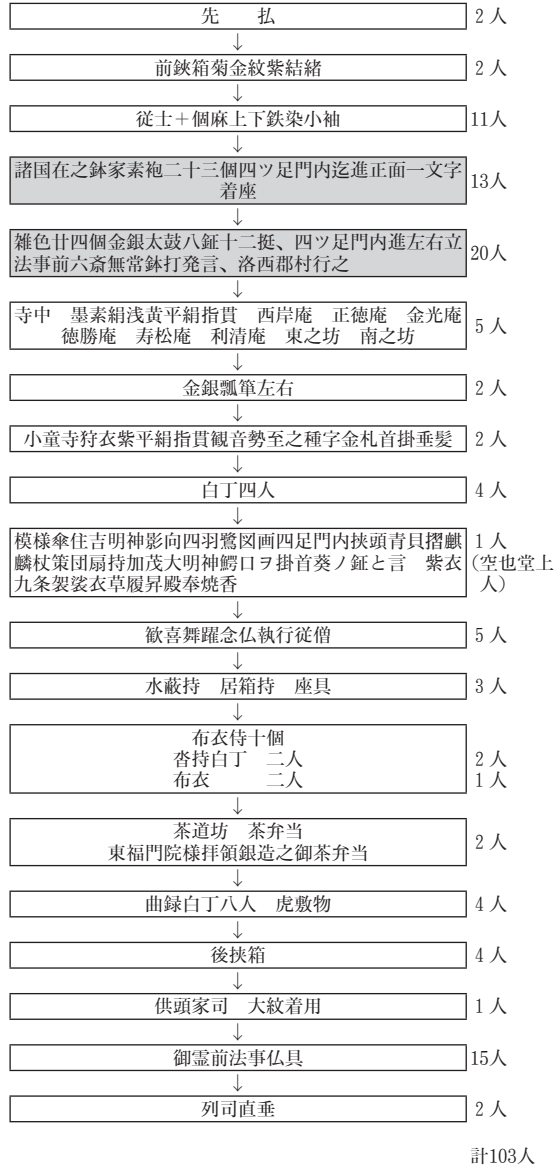 先　　払　2人
↓
前鋏箱菊金紋紫結緒　2人
↓
従士＋個麻上下鉄染小袖　11人
↓
諸国在之鉢家素袍二十三個四ツ足門内迄進正面一文字
着座　13人
↓
雑色廿四個金銀太鼓八鉦十二挺、四ツ足門内進左右立
法事前六斎無常鉢打発言、洛西郡村行之　20人
↓
寺中　墨素絹浅黄平絹指貫　西岸庵　正徳庵　金光庵
徳勝庵　寿松庵　利清庵　東之坊　南之坊　5人
↓
金銀瓢箪左右　2人
↓
小童寺狩衣紫平絹指貫観音勢至之種字金札首掛垂髪　2人
↓
白丁四人　4人
↓
模様傘住吉明神影向四羽鷺図画四足門内挟頭青貝摺麒　1人
麟杖策団扇持加茂大明神鰐口ヲ掛首葵ノ鉦と言　紫衣　(空也堂上
九条袈裟衣草履昇殿奉焼香　人)
↓
歓喜舞躍念仏執行従僧　5人
↓
水蔽持　居箱持　座具　3人
↓
布衣侍十個
沓持白丁　二人　2人
布衣　　　二人　1人
↓
茶道坊　茶弁当
東福門院様拝領銀造之御茶弁当　2人
↓
曲録白丁八人　虎敷物　4人
↓
後挟箱　4人
↓
供頭家司　大紋着用　1人
↓
御霊前法事仏具　15人
↓
列司直垂　2人
計103人